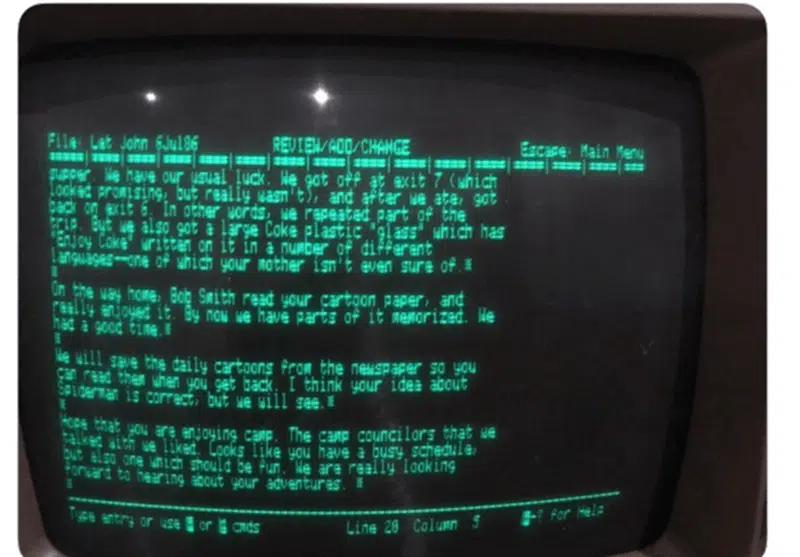 File: Let John 6Jul86 REVIEW/ADD/CHANGE Escape: Main Menu
supper. We have our usual luck. We got off at exit 7 (which
looked promising, but really wasn't), and after we ate, got
back on exit 6. In other words, we repeated part of the
trip. But we also got a large Coke plastic "glass" which has
"Enjoy Coke" written on it in a number of different
languages--one of which your mother isn't even sure of.
On the way home, Bob Smith read your cartoon paper, and
really enjoyed it. By now we have parts of it memorized. We
had a good time.
We will save the daily cartoons from the newspaper so you
can read them when you get back. I think your idea about
Spiderman is correct, but we will see.
Hope that you are enjoying camp. The camp councilors that we
talked with we liked. Looks like you have a busy schedule,
but also one which should be fun. We are really looking
forward to hearing about your adventures.
Type entry or use or cmds Line 20 Column 5 -? for Help